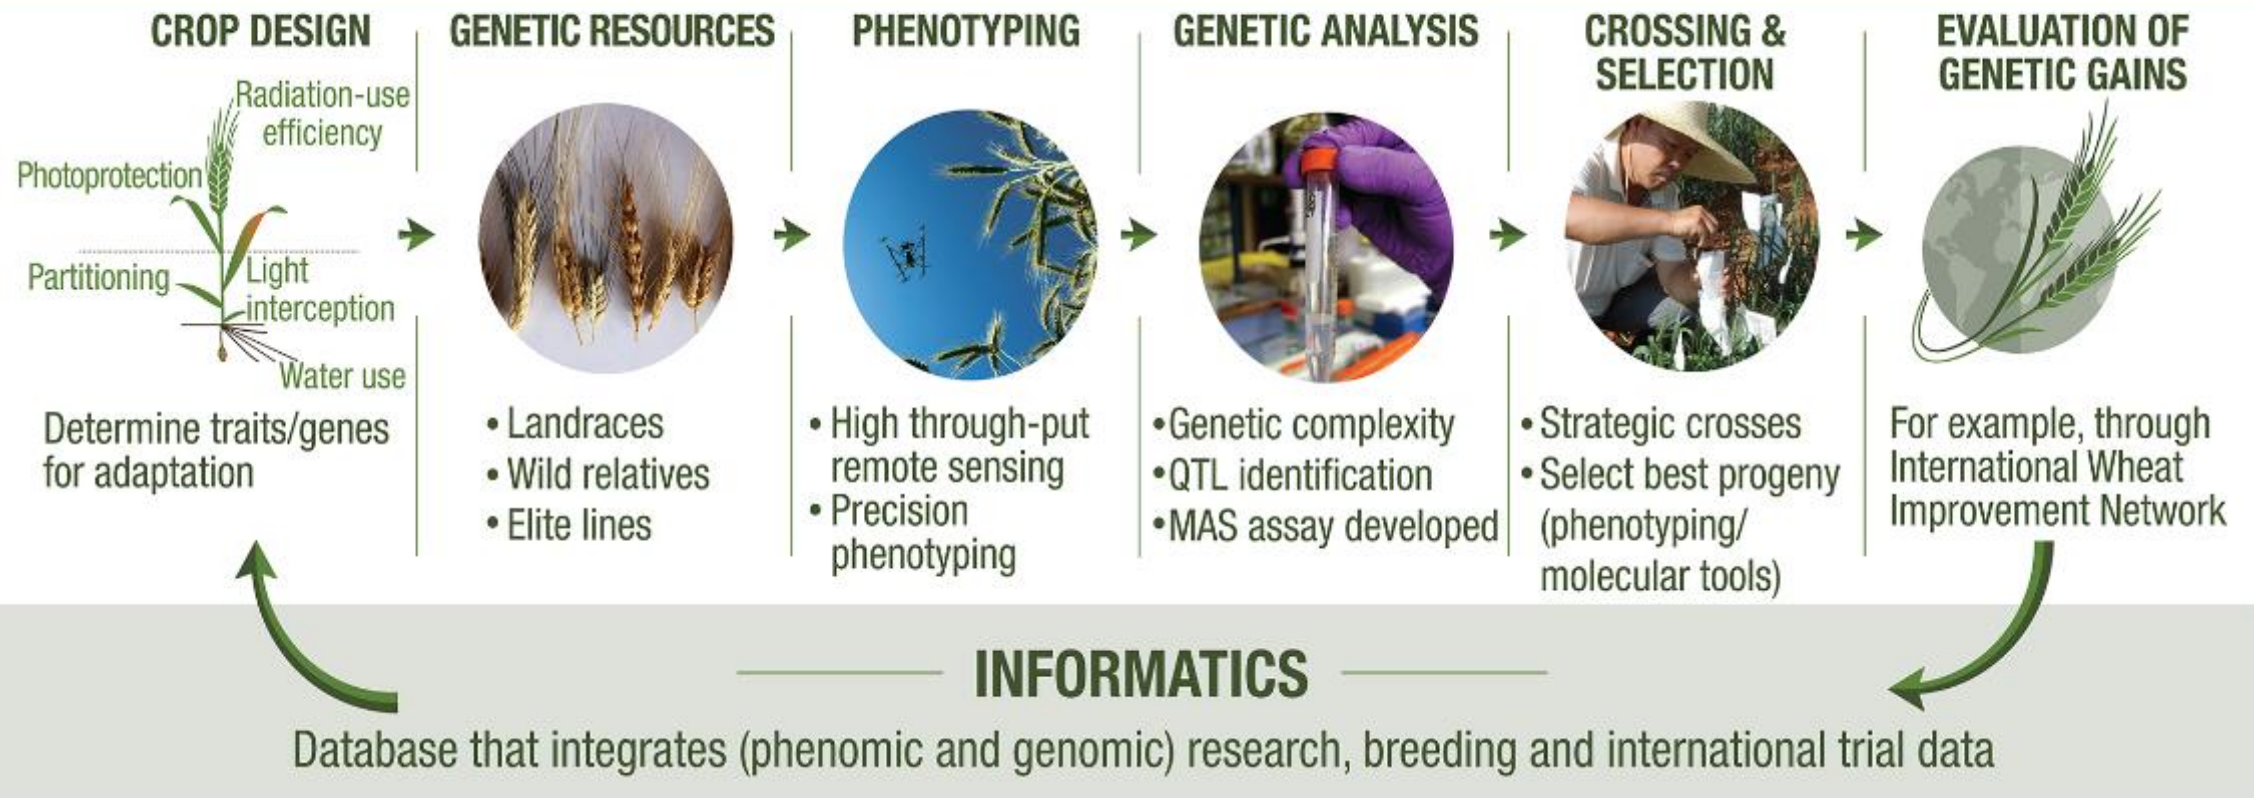 CROP DESIGN
Radiation-use
efficiency
Photoprotection
Partitioning
Light
interception
Water use
Determine traits/genes
for adaptation
GENETIC RESOURCES
• Landraces
• Wild relatives
• Elite lines
PHENOTYPING
• High through-put
remote sensing
• Precision
phenotyping
GENETIC ANALYSIS
•Genetic complexity
•QTL identification
•MAS assay developed
CROSSING &
SELECTION
• Strategic crosses
• Select best progeny
(phenotyping/
molecular tools)
EVALUATION OF
GENETIC GAINS
For example, through
International Wheat
Improvement Network
INFORMATICS
Database that integrates (phenomic and genomic) research, breeding and international trial data